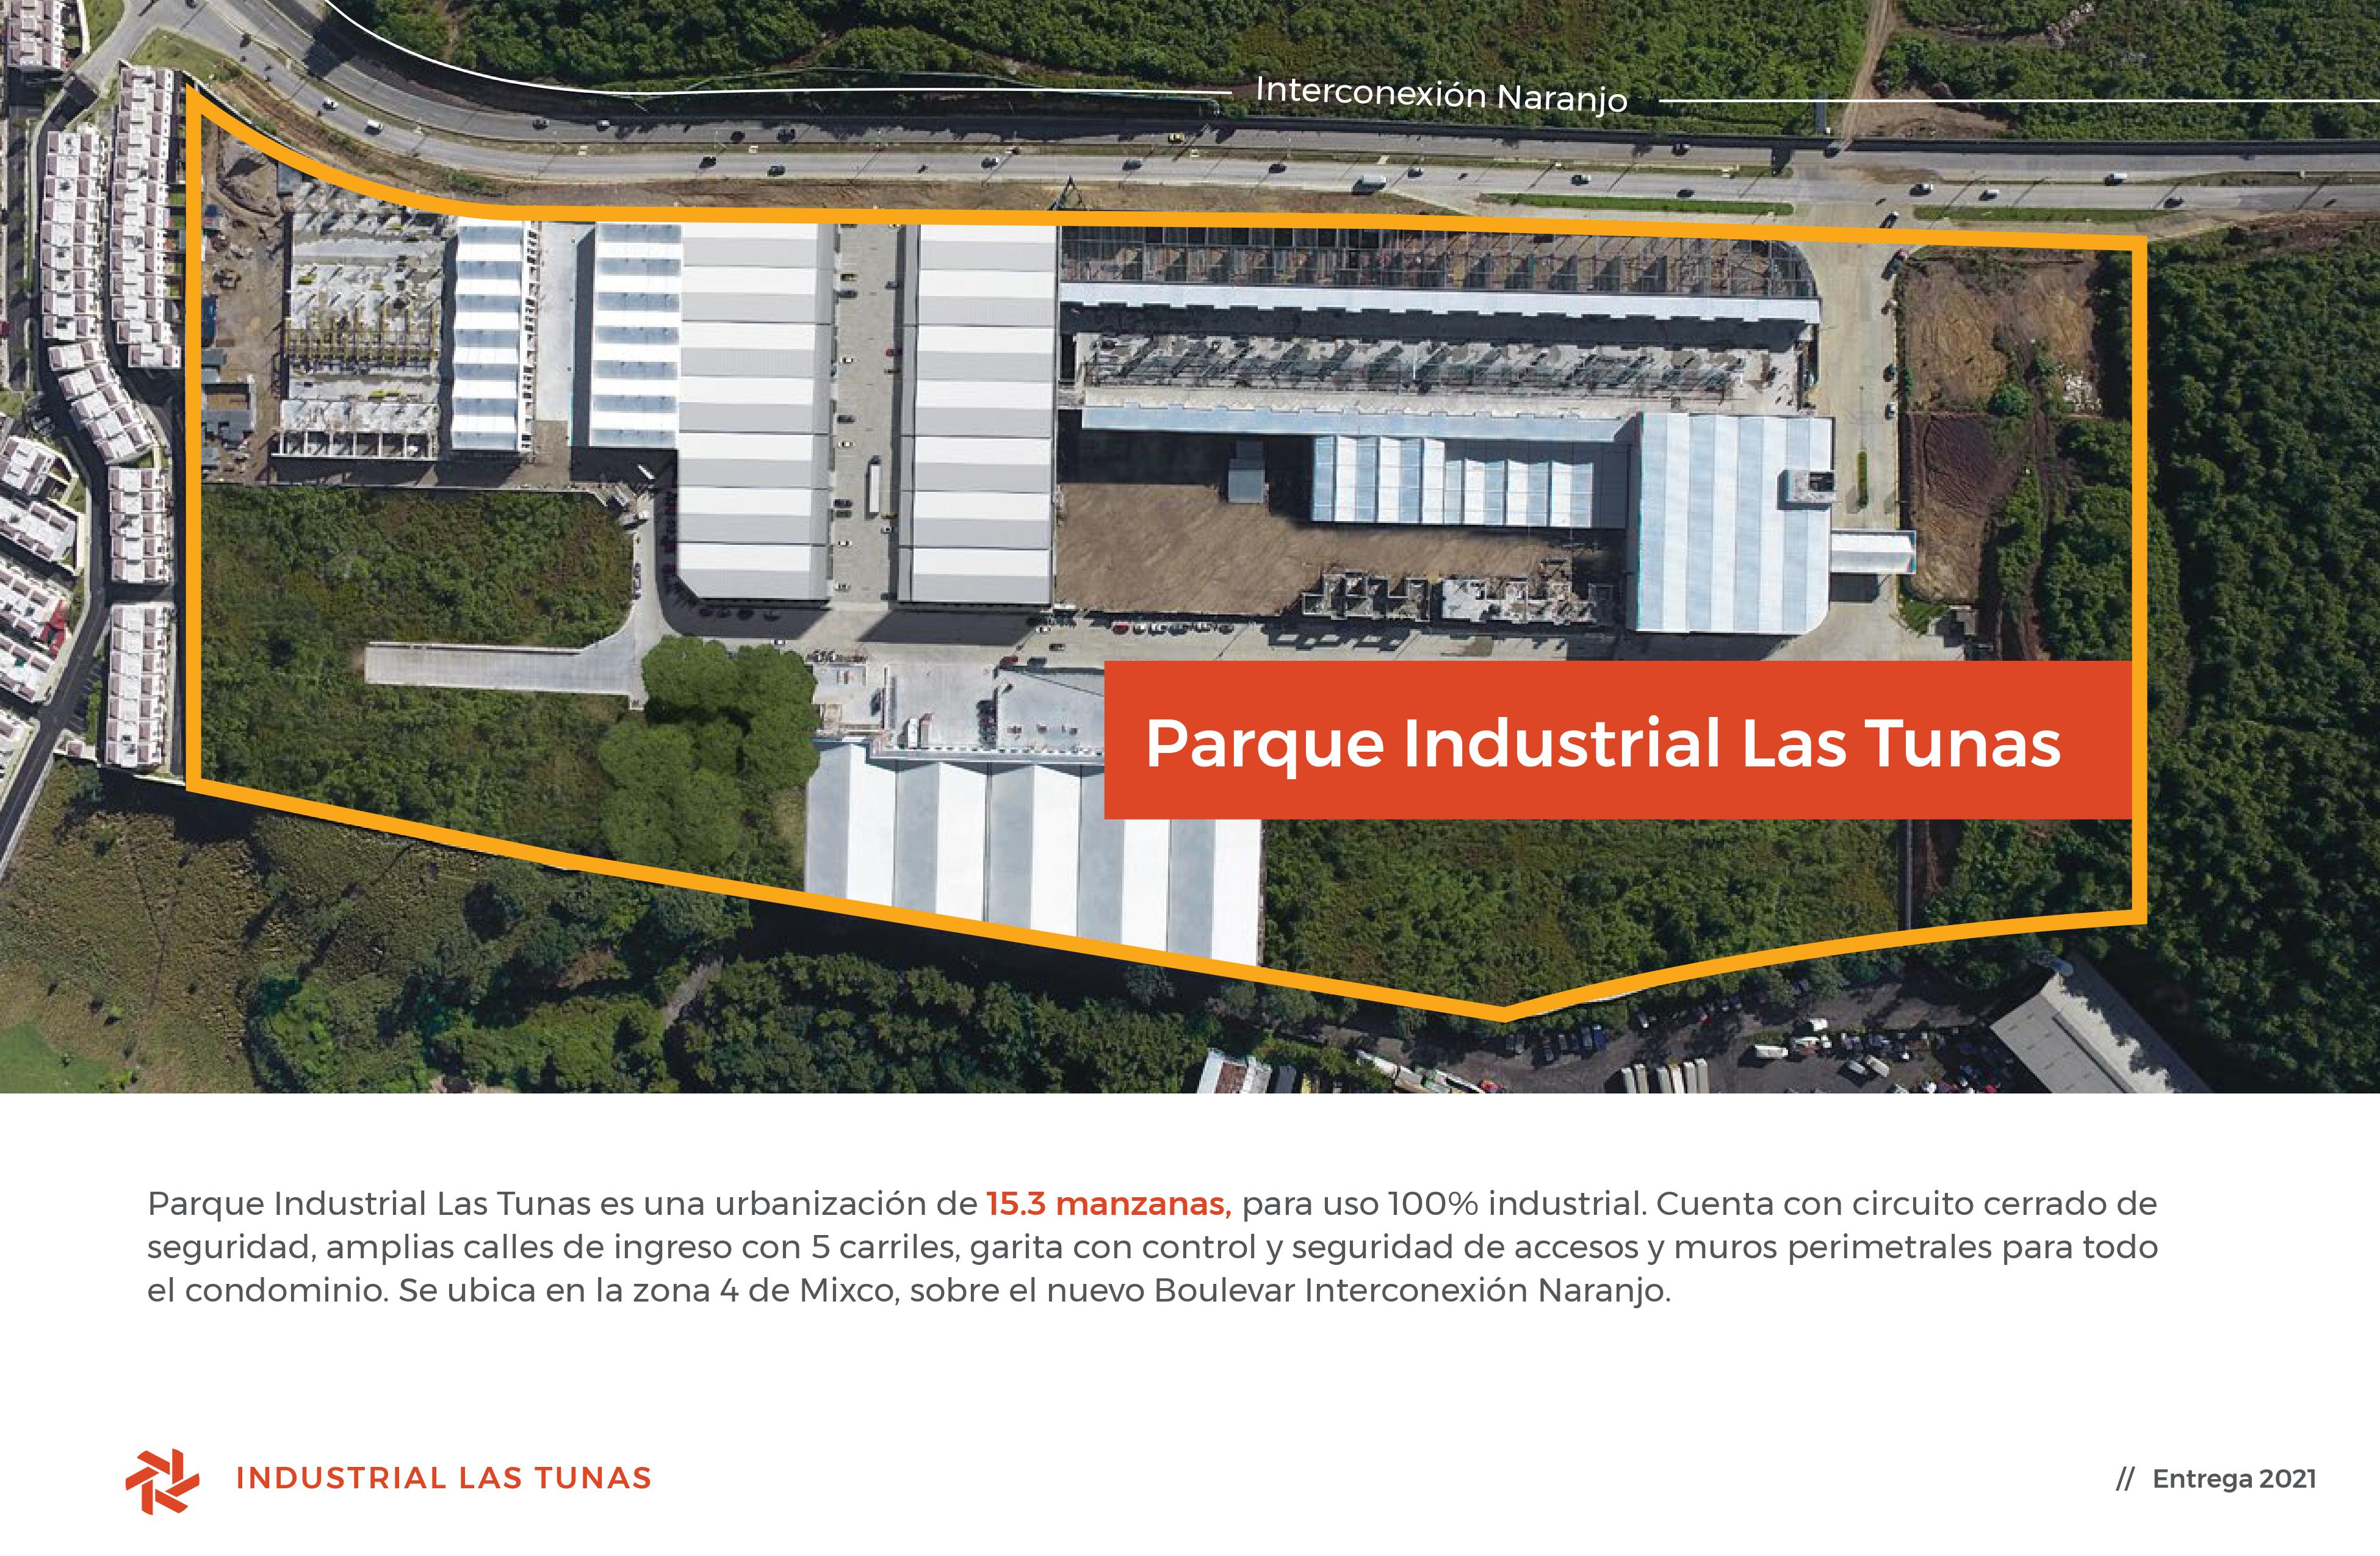 Interconexión Naranjo
Parque Industrial Las Tunas
Parque Industrial Las Tunas es una urbanización de 15.3 manzanas, para uso 100% industrial. Cuenta con circuito cerrado de
seguridad, amplias calles de ingreso con 5 carriles, garita con control y seguridad de accesos y muros perimetrales para todo
el condominio. Se ubica en la zona 4 de Mixco, sobre el nuevo Boulevar Interconexión Naranjo.
INDUSTRIAL LAS TUNAS
// Entrega 2021